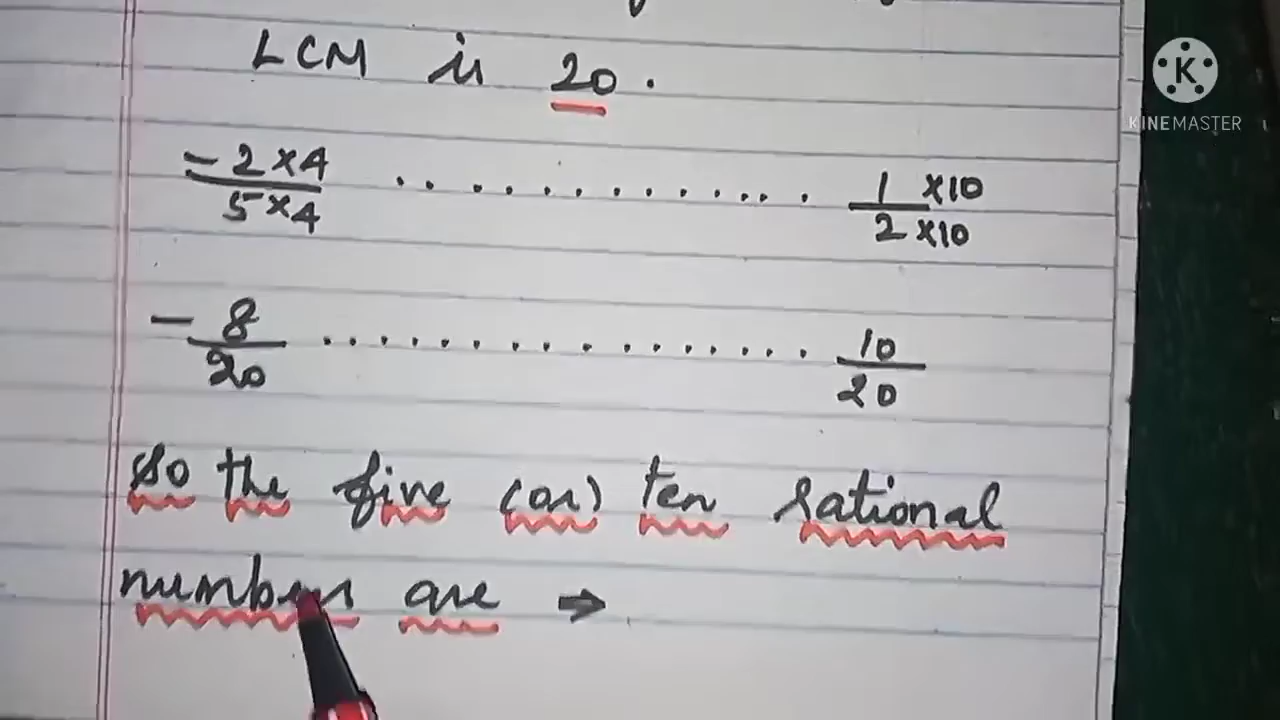 LCM is 20.
KINEMASTER
-2×4 / 5×4 ................ 1×10 / 2×10
-8/20 ................ 10/20
So the five (or) ten rational
numbers are ⇒